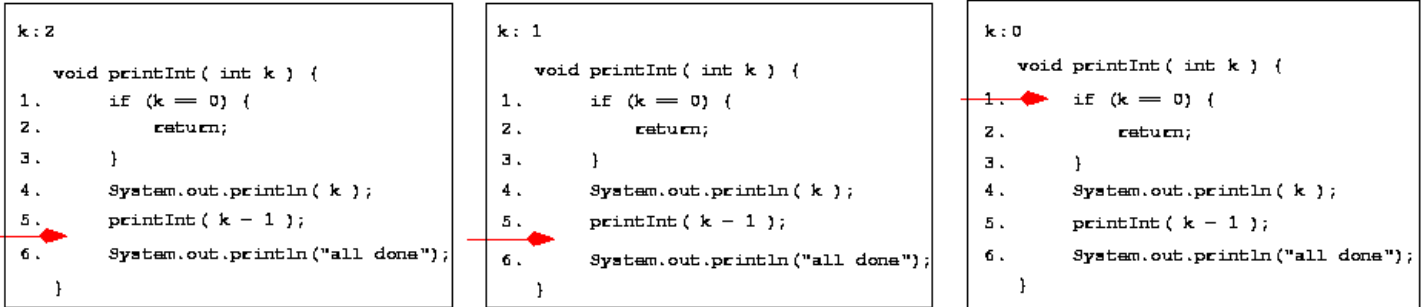 k:2
void printInt( int k ) {
1. if (k == 0) {
2. return;
3. }
4. System.out.println( k );
5. printInt( k - 1 );
6. System.out.println("all done");
}
k: 1
void printInt( int k ) {
1. if (k == 0) {
2. return;
3. }
4. System.out.println( k );
5. printInt( k - 1 );
6. System.out.println("all done");
}
k:0
void printInt( int k ) {
1. if (k == 0) {
2. return;
3. }
4. System.out.println( k );
5. printInt( k - 1 );
6. System.out.println("all done");
}